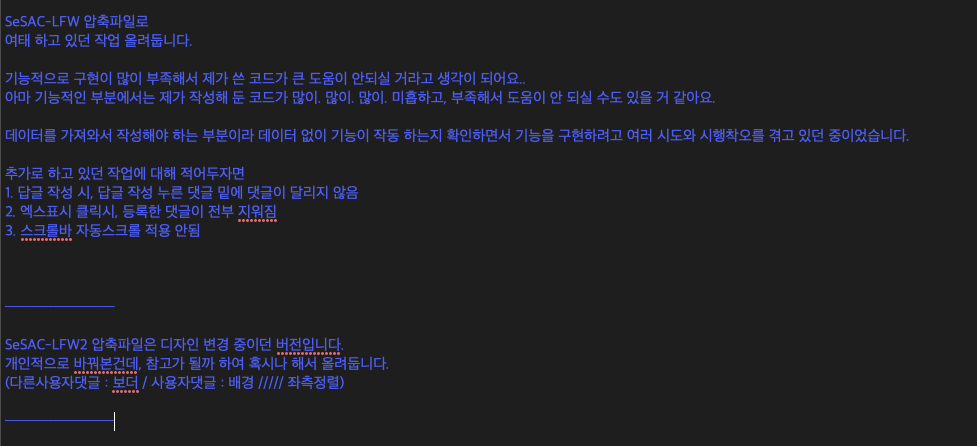 SeSAC-LFW 압축파일로
여태 하고 있던 작업 올려둡니다.
기능적으로 구현이 많이 부족해서 제가 쓴 코드가 큰 도움이 안되실 거라고 생각이 되어요..
아마 기능적인 부분에서는 제가 작성해 둔 코드가 많이. 많이. 많이. 미흡하고, 부족해서 도움이 안 되실 수도 있을 거 같아요.
데이터를 가져와서 작성해야 하는 부분이라 데이터 없이 기능이 작동 하는지 확인하면서 기능을 구현하려고 여러 시도와 시행착오를 겪고 있던 중이었습니다.
추가로 하고 있던 작업에 대해 적어두자면
1. 답글 작성 시, 답글 작성 누른 댓글 밑에 댓글이 달리지 않음
2. 엑스표시 클릭시, 등록한 댓글이 전부 지워짐
3. 스크롤바 자동스크롤 적용 안됨
SeSAC-LFW2 압축파일은 디자인 변경 중이던 버전입니다.
개인적으로 바꿔본건데, 참고가 될까 하여 혹시나 해서 올려둡니다.
(다른사용자댓글 : 보더 / 사용자댓글 : 배경 ///// 좌측정렬)